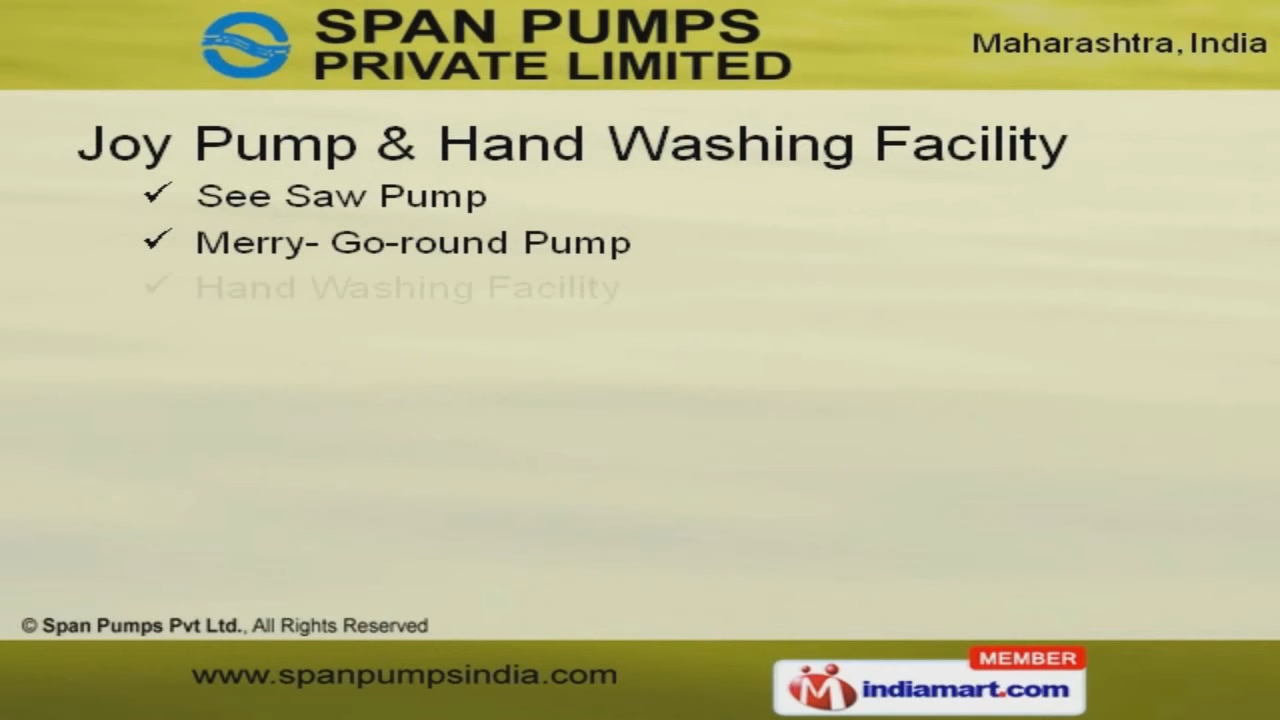 SPAN PUMPS
PRIVATE LIMITED
Maharashtra, India
Joy Pump & Hand Washing Facility
✓ See Saw Pump
✓ Merry- Go-round Pump
✓ Hand Washing Facility
© Span Pumps Pvt Ltd., All Rights Reserved
www.spanpumpsindia.com
MEMBER
indiamart.com